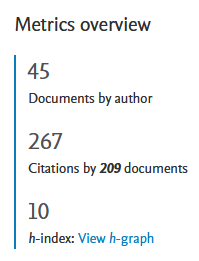 Metrics overview
45
Documents by author
267
Citations by 209 documents
10
h-index: View h-graph